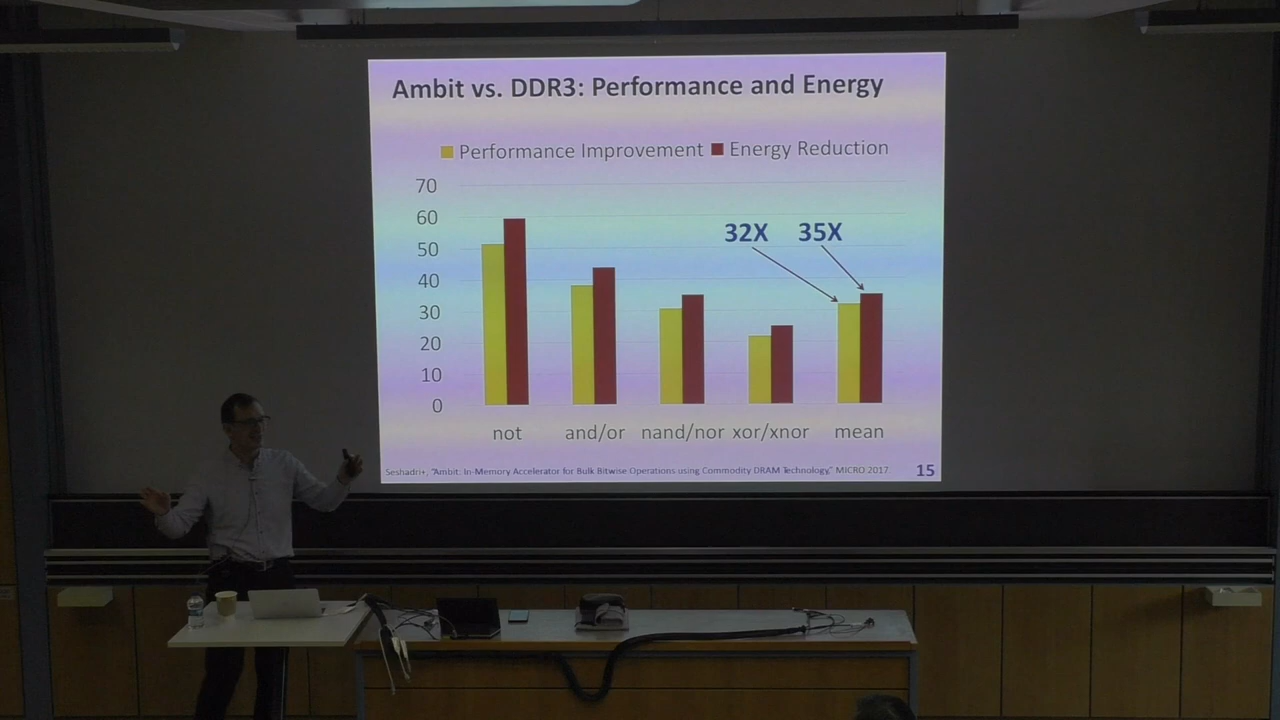 Ambit vs. DDR3: Performance and Energy
Performance Improvement Energy Reduction
70
60
50
40
30
20
10
0
32X 35X
not and/or nand/nor xor/xnor mean
Seshadri+, "Ambit: In-Memory Accelerator for Bulk Bitwise Operations using Commodity DRAM Technology," MICRO 2017. 15